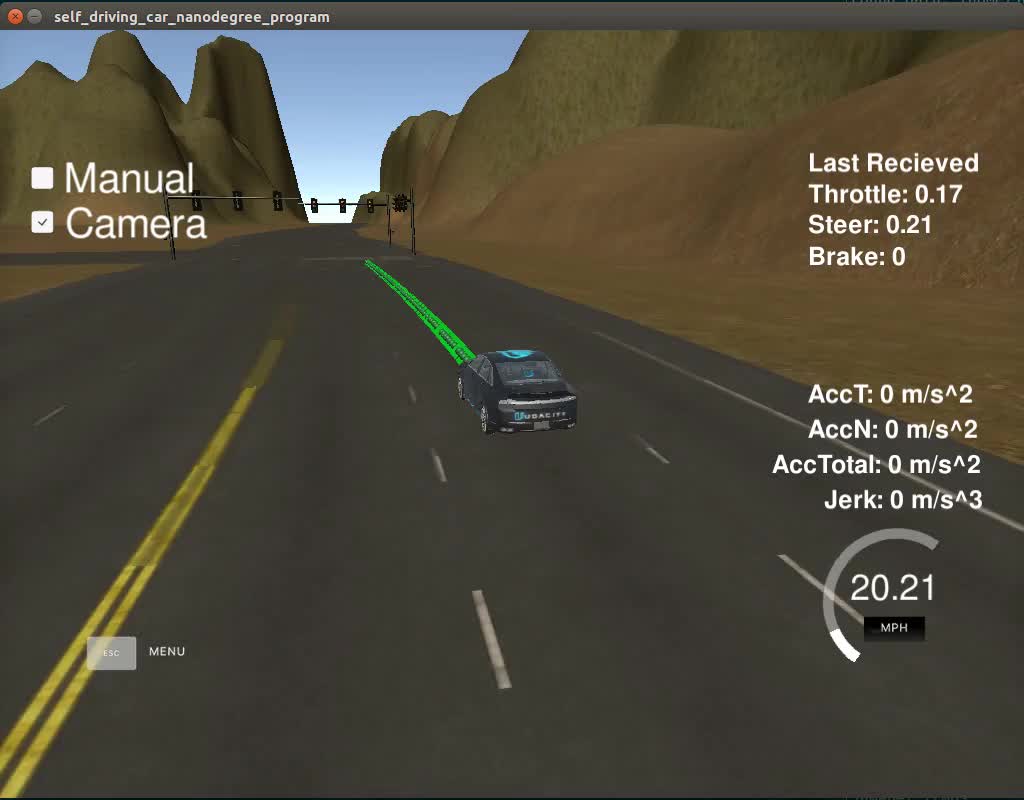 self_driving_car_nanodegree_program
Manual
Camera
Last Recieved
Throttle: 0.17
Steer: 0.21
Brake: 0
AccT: 0 m/s^2
AccN: 0 m/s^2
AccTotal: 0 m/s^2
Jerk: 0 m/s^3
20.21
MPH
UDACITY
ESC MENU